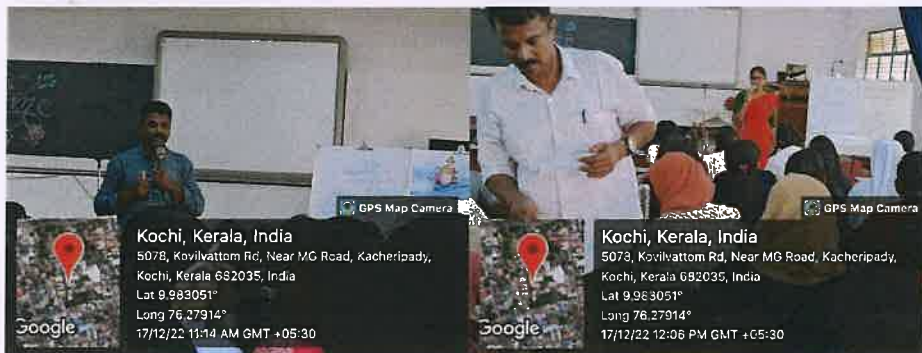 GPS Map Camera
Kochi, Kerala, India
5078, Kovilvattom Rd, Near MG Road, Kacheripady,
Kochi, Kerala 682035, India
Lat 9.983051°
Long 76.27914°
17/12/22 11:14 AM GMT +05:30
Google
GPS Map Camera
Kochi, Kerala, India
5078, Kovilvattom Rd, Near MG Road, Kacheripady,
Kochi, Kerala 682035, India
Lat 9.983051°
Long 76.27914°
17/12/22 12:06 PM GMT +05:30
Google